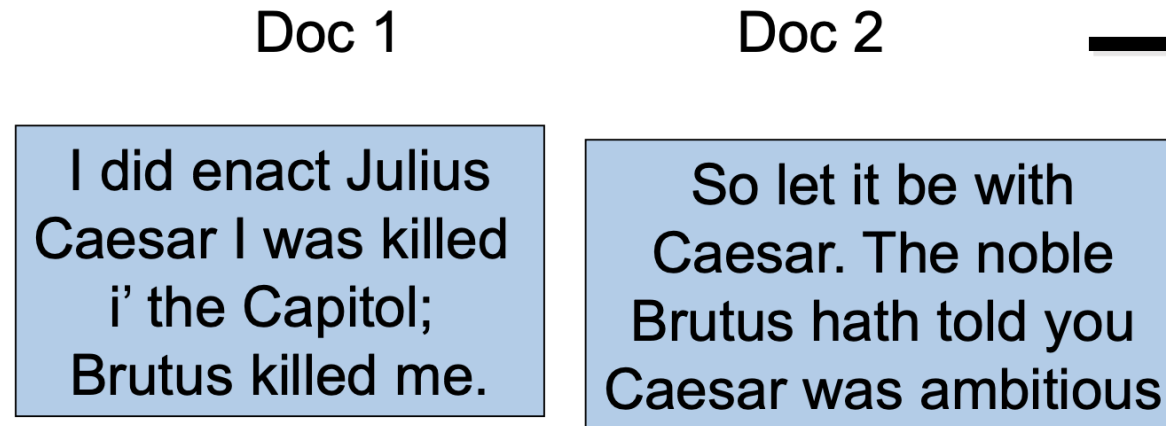 Doc 1
I did enact Julius
Caesar I was killed
i’ the Capitol;
Brutus killed me.
Doc 2
So let it be with
Caesar. The noble
Brutus hath told you
Caesar was ambitious